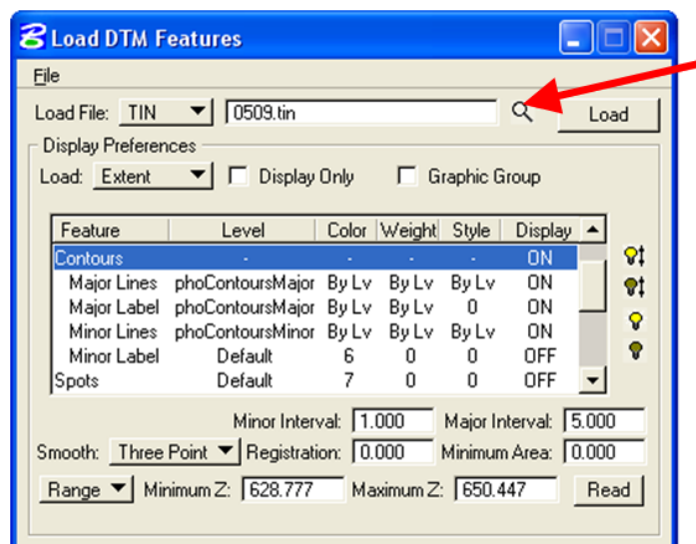 Load DTM Features
File
Load File: TIN 0509.tin Load
Display Preferences
Load: Extent Display Only Graphic Group
Feature Level Color Weight Style Display
Contours - - - - ON
Major Lines phoContoursMajor By Lv By Lv By Lv ON
Major Label phoContoursMajor By Lv By Lv 0 ON
Minor Lines phoContoursMinor By Lv By Lv By Lv ON
Minor Label Default 6 0 0 OFF
Spots Default 7 0 0 OFF
Minor Interval: 1.000 Major Interval: 5.000
Smooth: Three Point Registration: 0.000 Minimum Area: 0.000
Range Minimum Z: 628.777 Maximum Z: 650.447 Read